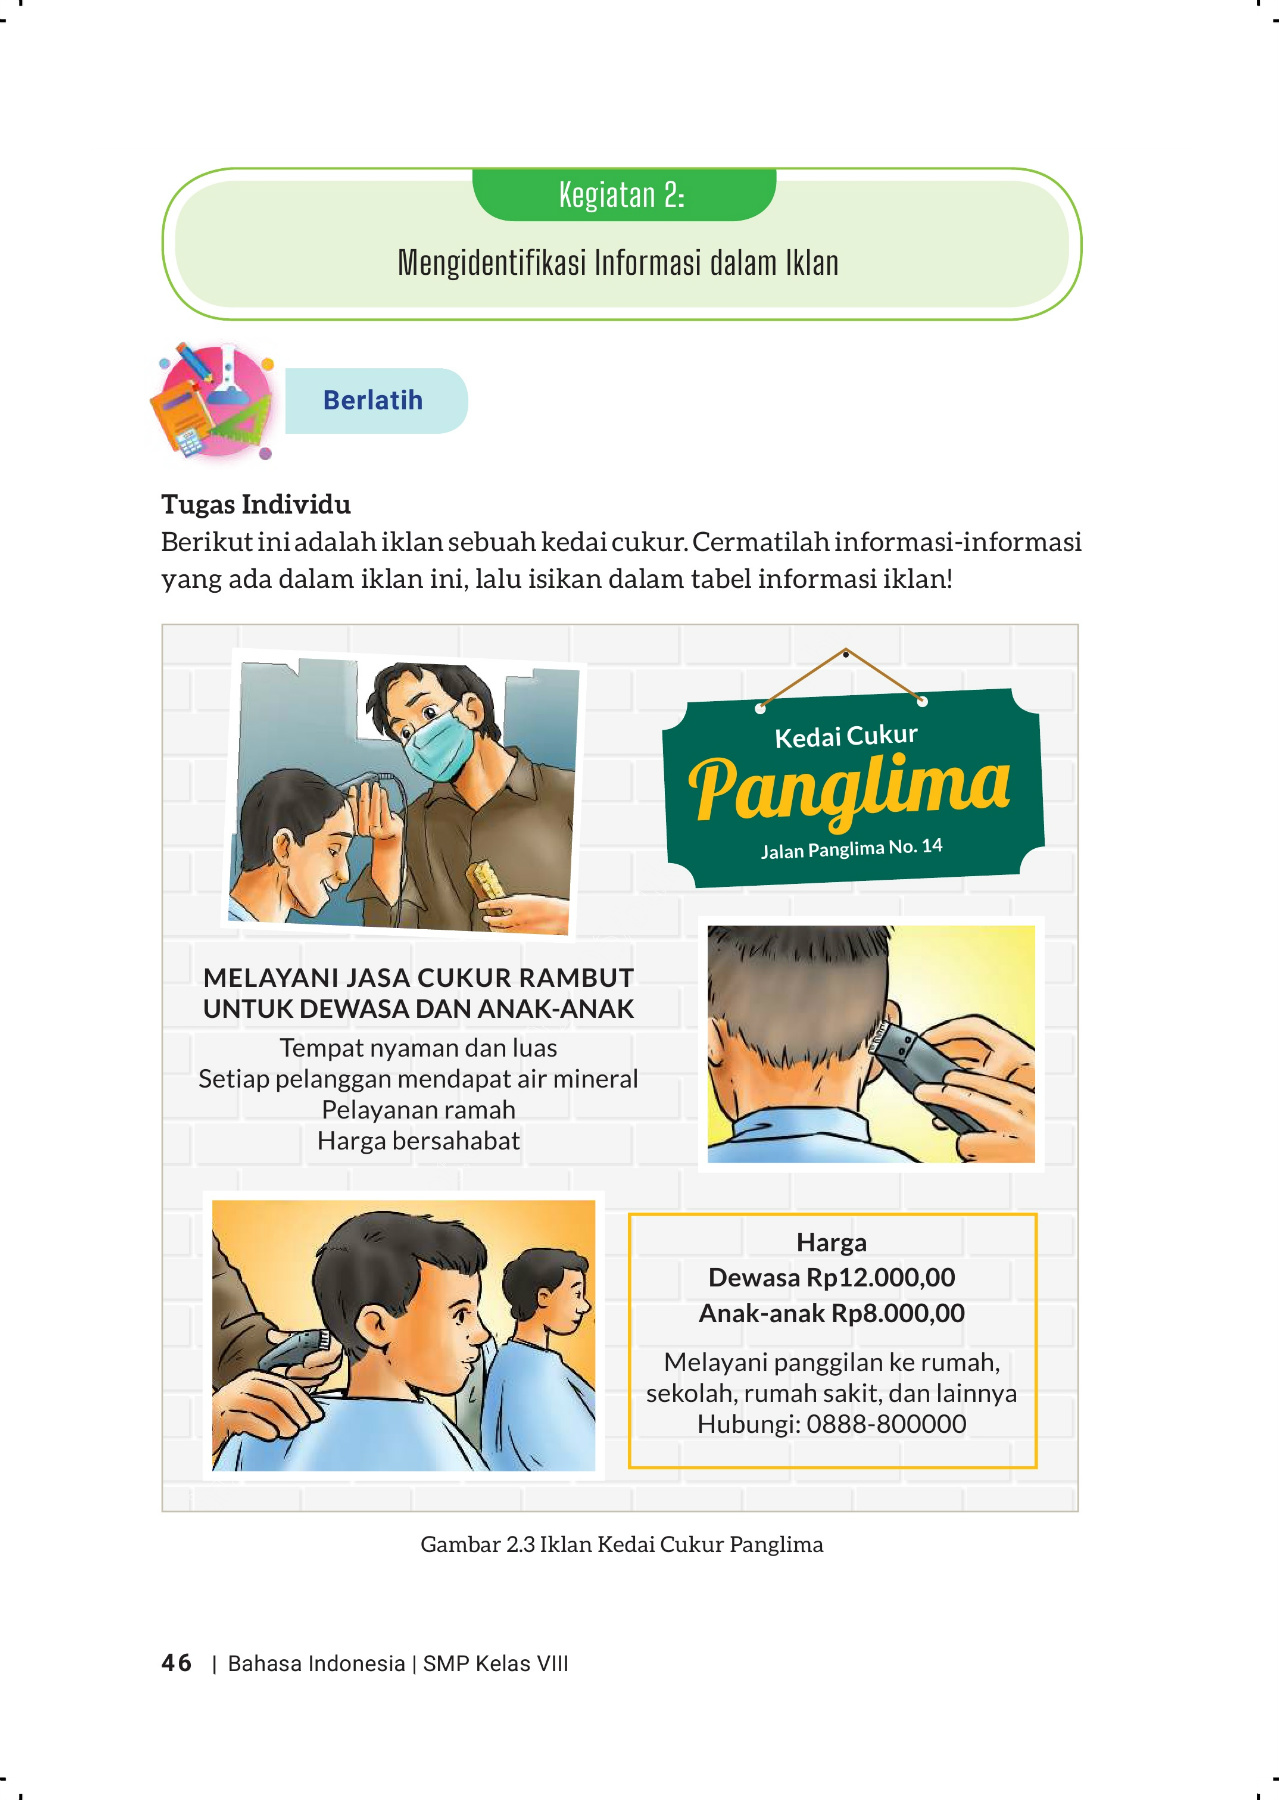 Kegiatan 2:
Mengidentifikasi Informasi dalam Iklan
Berlatih
Tugas Individu
Berikut ini adalah iklan sebuah kedai cukur. Cermatilah informasi-informasi
yang ada dalam iklan ini, lalu isikan dalam tabel informasi iklan!
Kedai Cukur
Panglima
Jalan Panglima No. 14
MELAYANI JASA CUKUR RAMBUT
UNTUK DEWASA DAN ANAK-ANAK
Tempat nyaman dan luas
Setiap pelanggan mendapat air mineral
Pelayanan ramah
Harga bersahabat
Harga
Dewasa Rp12.000,00
Anak-anak Rp8.000,00
Melayani panggilan ke rumah,
sekolah, rumah sakit, dan lainnya
Hubungi: 0888-800000
Gambar 2.3 Iklan Kedai Cukur Panglima
46 | Bahasa Indonesia | SMP Kelas VIII